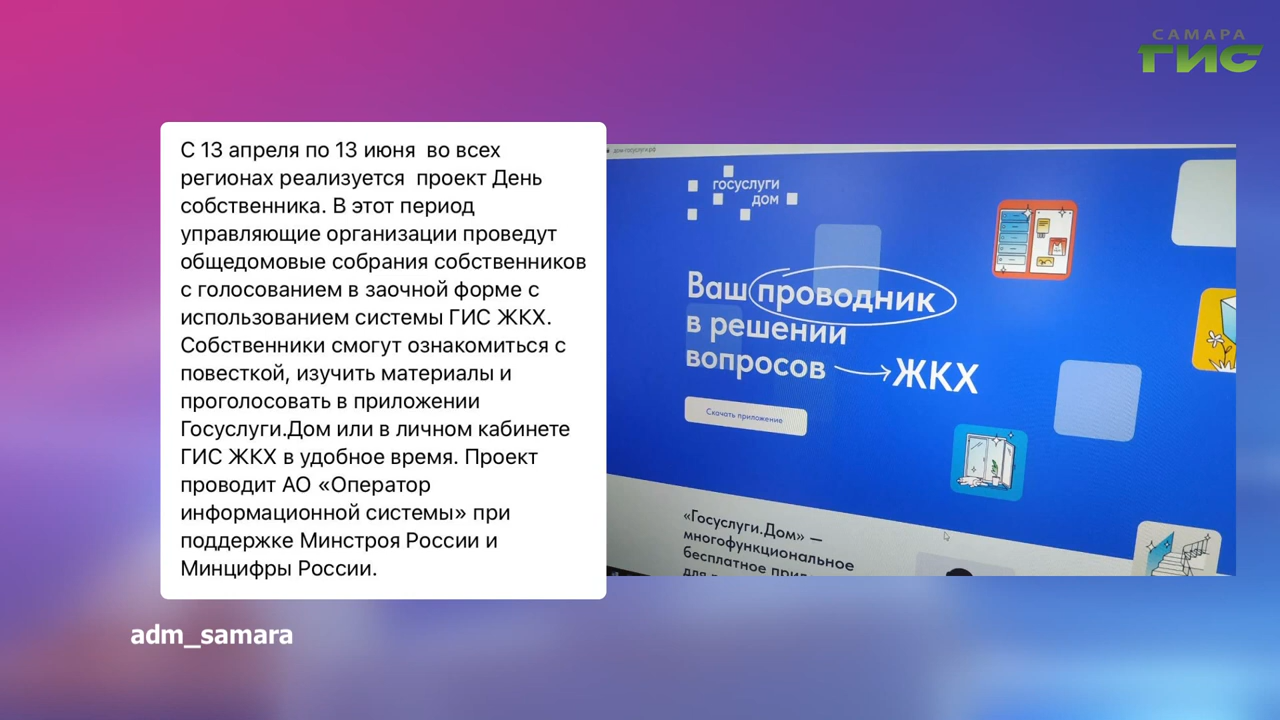 САМАРА
ГИС
С 13 апреля по 13 июня во всех
регионах реализуется проект День
собственника. В этот период
управляющие организации проведут
общедомовые собрания собственников
с голосованием в заочной форме с
использованием системы ГИС ЖКХ.
Собственники смогут ознакомиться с
повесткой, изучить материалы и
проголосовать в приложении
Госуслуги.Дом или в личном кабинете
ГИС ЖКХ в удобное время. Проект
проводит АО «Оператор
информационной системы» при
поддержке Минстроя России и
Минцифры России.
adm_samara
дом-госуслуги.рф
госуслуги
дом
Ваш проводник
в решении
вопросов → ЖКХ
Скачать приложение
«Госуслуги.Дом» —
многофункциональное
бесплатное